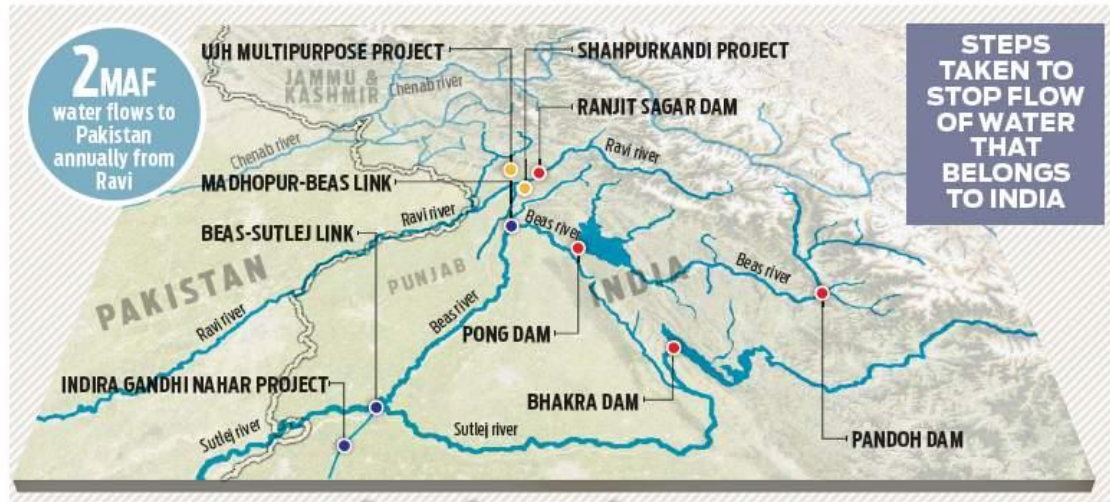 2MAF
water flows to
Pakistan
annually from
Ravi
UJH MULTIPURPOSE PROJECT
SHAHPURKANDI PROJECT
STEPS
TAKEN TO
STOP FLOW
OF WATER
THAT
BELONGS
TO INDIA
JAMMU &
KASHMIR
Chenab river
RANJIT SAGAR DAM
Chenab river
Ravi river
MADHOPUR-BEAS LINK
Ravi river
BEAS-SUTLEJ LINK
Beas river
Beas river
PAKISTAN
PUNJAB
INDIA
Ravi river
Beas river
PONG DAM
INDIRA GANDHI NAHAR PROJECT
BHAKRA DAM
Sutlej river
Sutlej river
PANDOH DAM